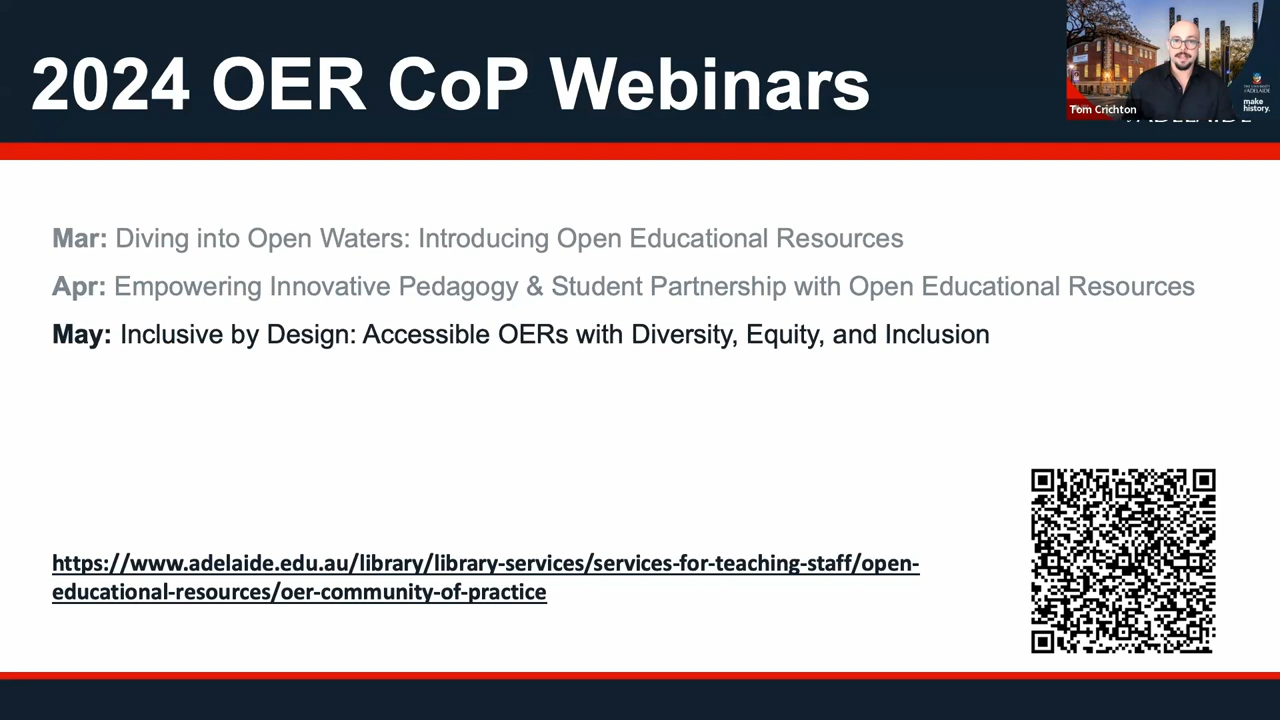 2024 OER CoP Webinars
Tom Crichton
make
history.
Mar: Diving into Open Waters: Introducing Open Educational Resources
Apr: Empowering Innovative Pedagogy & Student Partnership with Open Educational Resources
May: Inclusive by Design: Accessible OERs with Diversity, Equity, and Inclusion
https://www.adelaide.edu.au/library/library-services/services-for-teaching-staff/open-
educational-resources/oer-community-of-practice